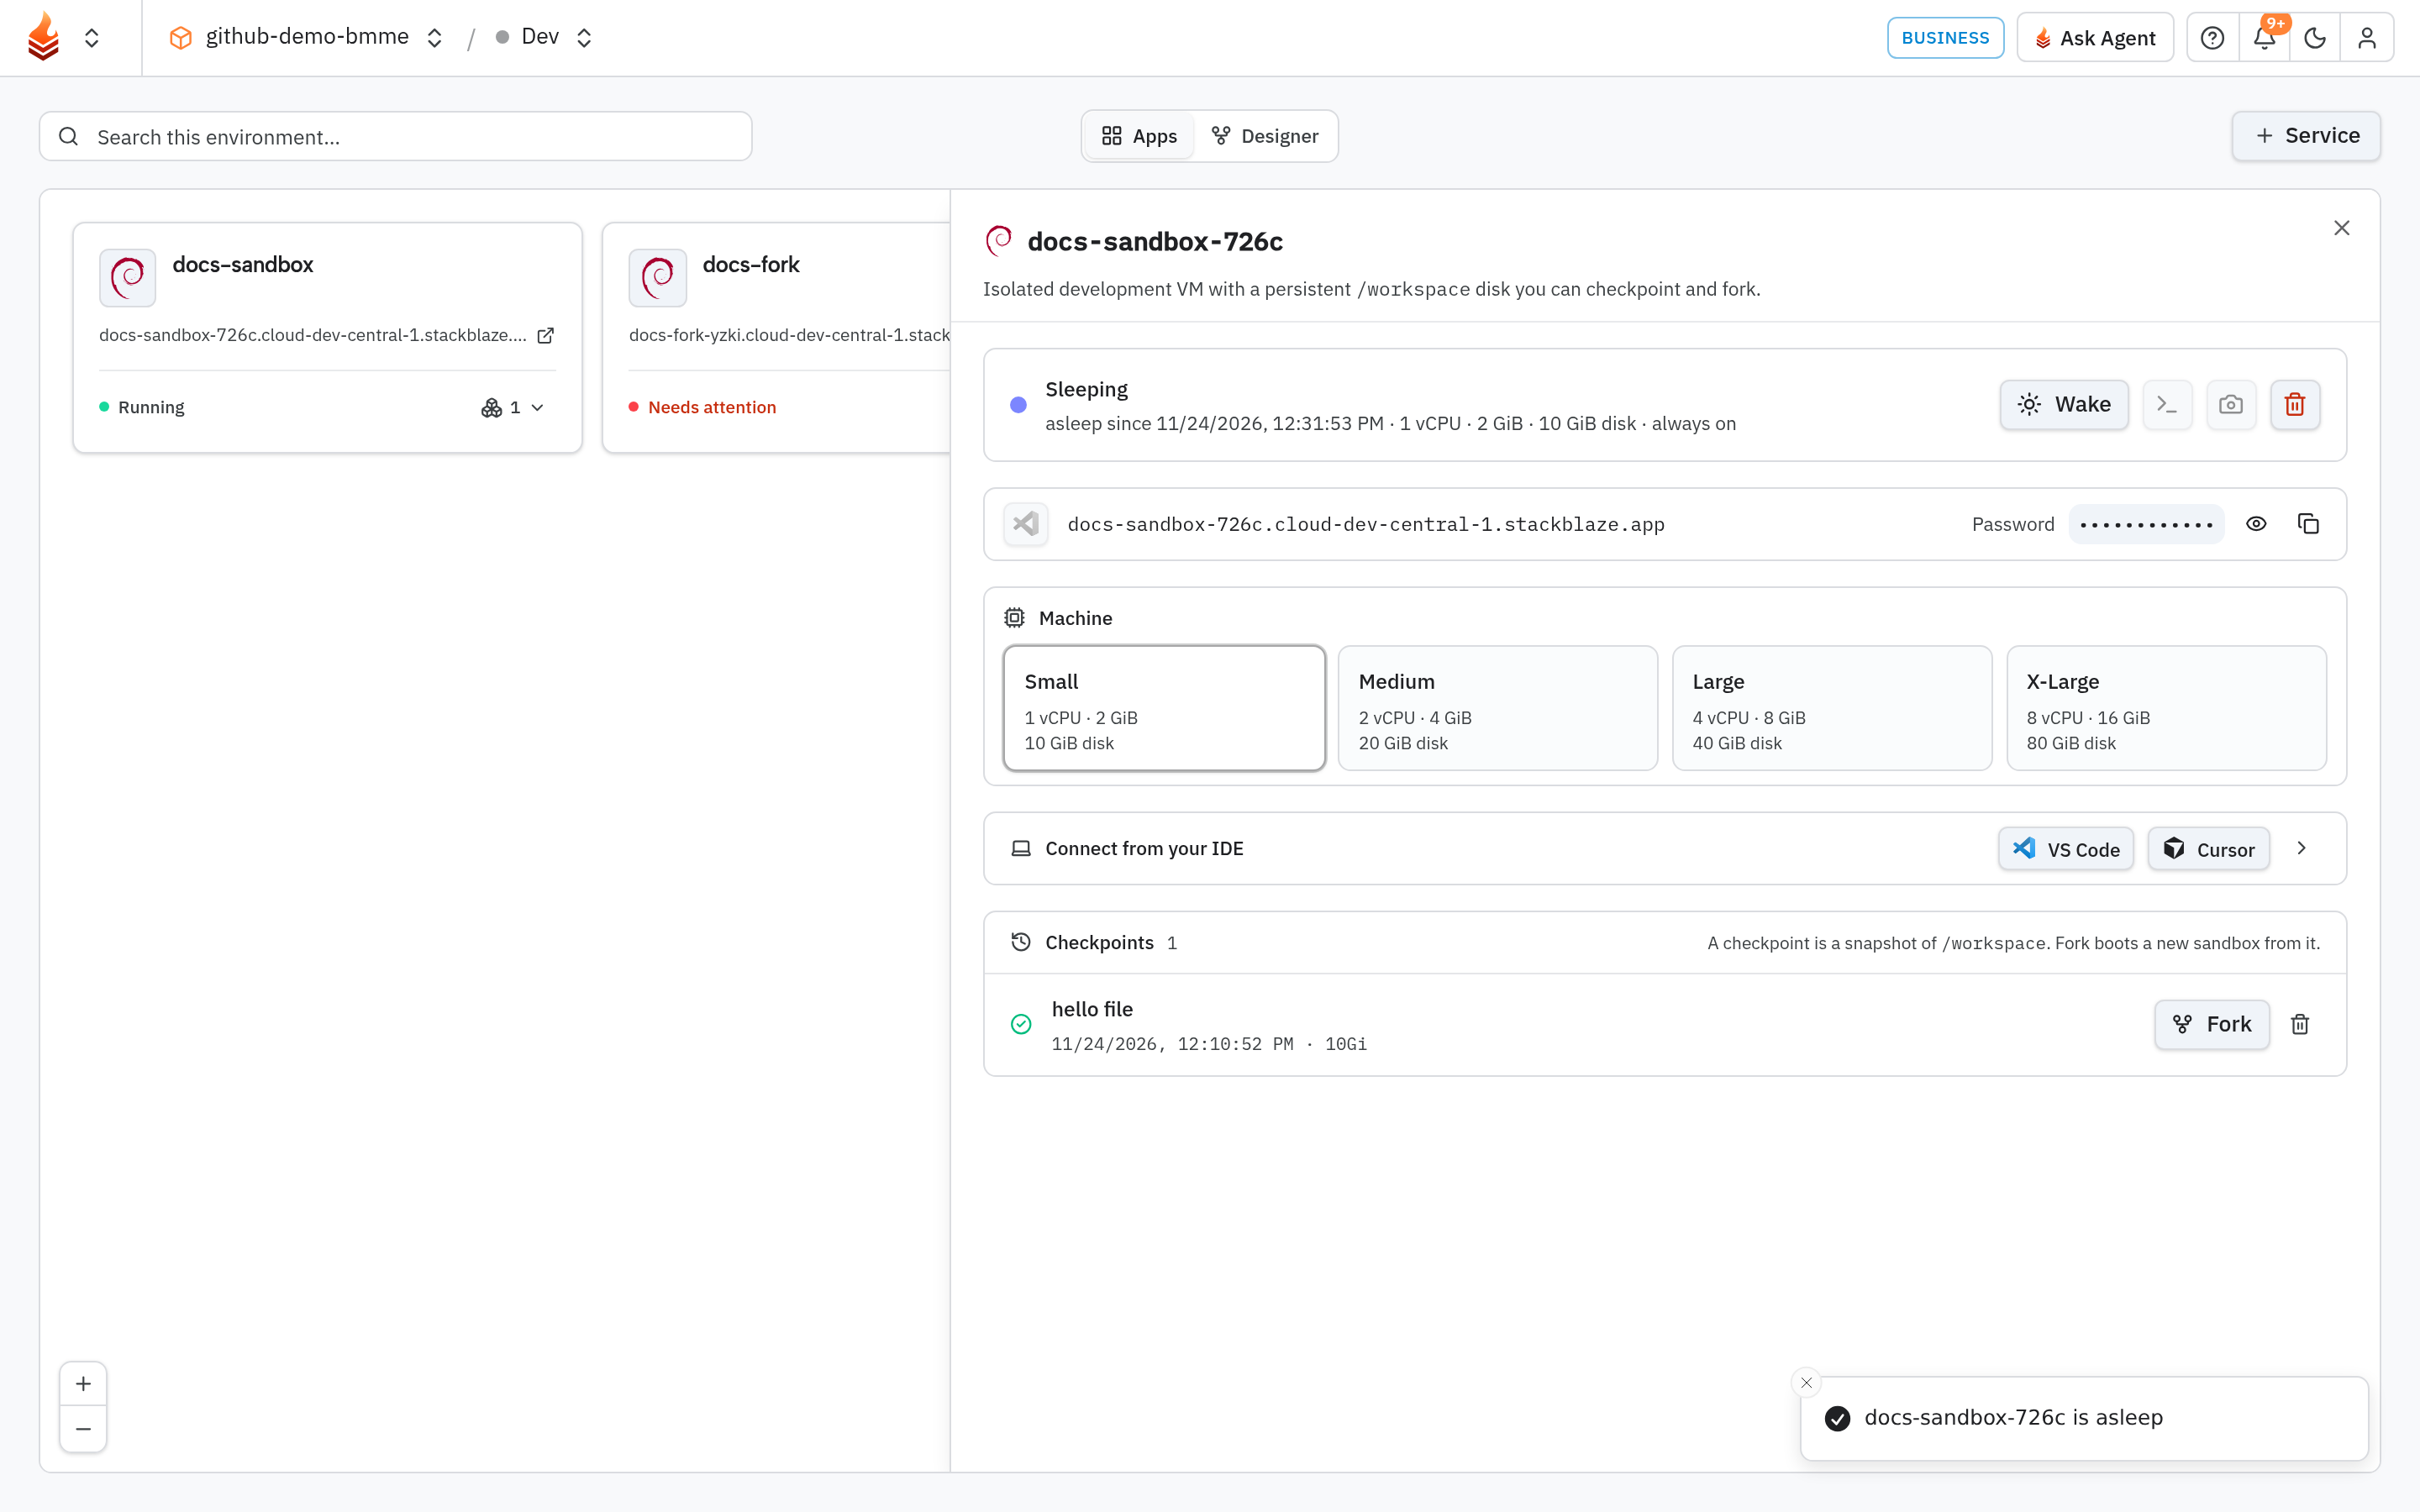 github-demo-bmme / Dev
BUSINESS
Ask Agent
9+
Search this environment...
Apps
Designer
+ Service
docs-sandbox
docs-sandbox-726c.cloud-dev-central-1.stackblaze....
Running
1
docs-fork
docs-fork-yzki.cloud-dev-central-1.stack
Needs attention
docs-sandbox-726c
Isolated development VM with a persistent /workspace disk you can checkpoint and fork.
Sleeping
asleep since 11/24/2026, 12:31:53 PM · 1 vCPU · 2 GiB · 10 GiB disk · always on
Wake
docs-sandbox-726c.cloud-dev-central-1.stackblaze.app
Password ••••••••••••
Machine
Small
1 vCPU · 2 GiB
10 GiB disk
Medium
2 vCPU · 4 GiB
20 GiB disk
Large
4 vCPU · 8 GiB
40 GiB disk
X-Large
8 vCPU · 16 GiB
80 GiB disk
Connect from your IDE
VS Code
Cursor
Checkpoints 1
A checkpoint is a snapshot of /workspace. Fork boots a new sandbox from it.
hello file
11/24/2026, 12:10:52 PM · 10Gi
Fork
docs-sandbox-726c is asleep